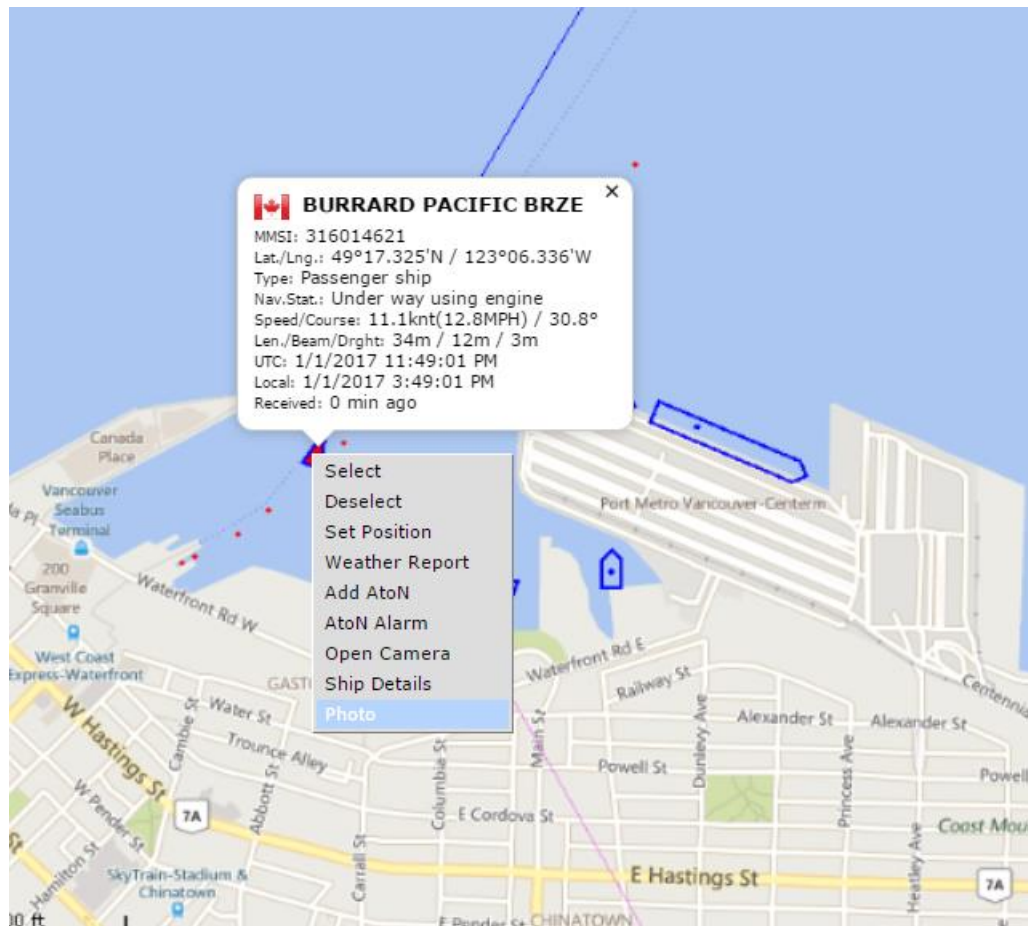 BURRARD PACIFIC BRZE
MMSI: 316014621
Lat./Lng.: 49°17.325'N / 123°06.336'W
Type: Passenger ship
Nav.Stat.: Under way using engine
Speed/Course: 11.1knt(12.8MPH) / 30.8°
Len./Beam/Drght: 34m / 12m / 3m
UTC: 1/1/2017 11:49:01 PM
Local: 1/1/2017 3:49:01 PM
Received: 0 min ago
Canada
Place
Vancouver
Seabus
Terminal
Port Metro Vancouver-Centerm
Select
Deselect
Set Position
Weather Report
Add AtoN
AtoN Alarm
Open Camera
Ship Details
Photo
200
Granville
Square
Waterfront Rd W
West Coast
Express-Waterfront
Waterfront Rd E
Railway St
Centennia
W Hastings St
Water St
Cambie St
Trounce Alley
Abbott St
Columbia St
Main St
Dunlevy Ave
Alexander St
Alexander St
Powell St
Princess Ave
Powell
W Pender St
7A
E Cordova St
Carrall St
Heatley Ave
Coast Mou
Hamilton St
SkyTrain-Stadium &
Chinatown
E Hastings St
7A
E Pender St
CHINATOWN